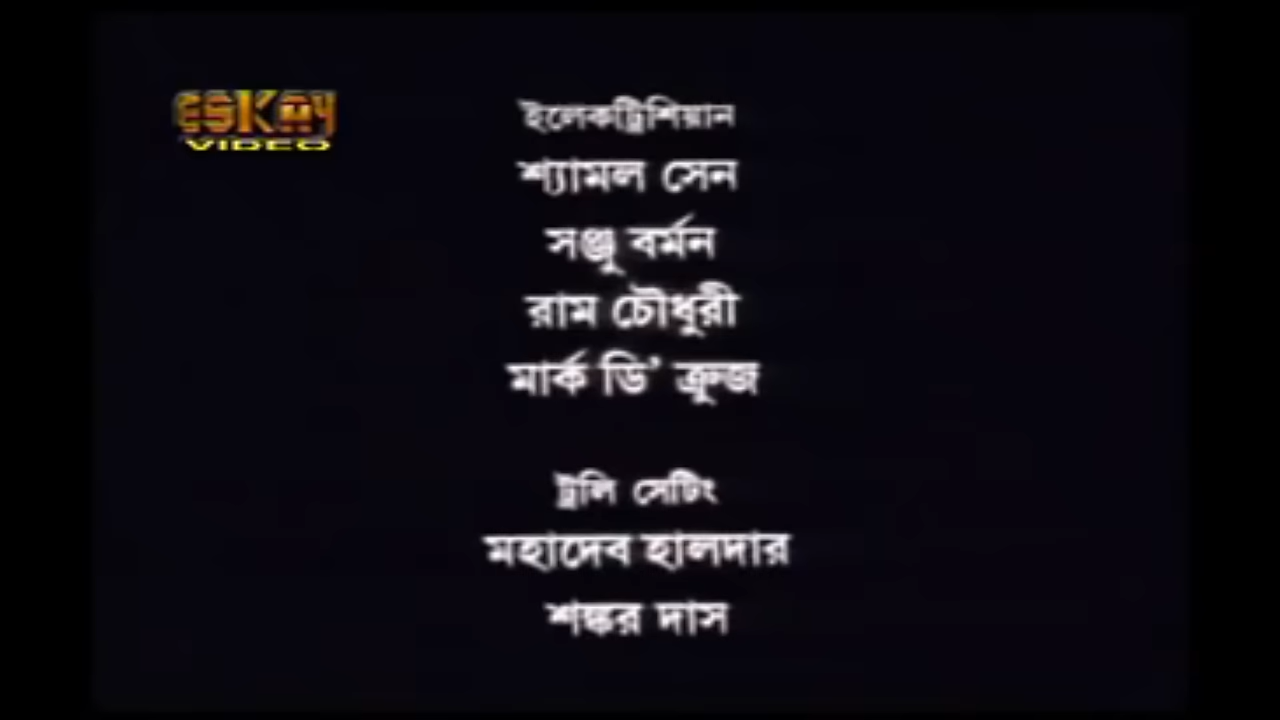 ESKAY
VIDEO
ইলেকট্রিশিয়ান
শ্যামল সেন
সঞ্জু বর্মন
রাম চৌধুরী
মার্ক ডি’ ক্রুজ
ট্রলি সেটিং
মহাদেব হালদার
শঙ্কর দাস